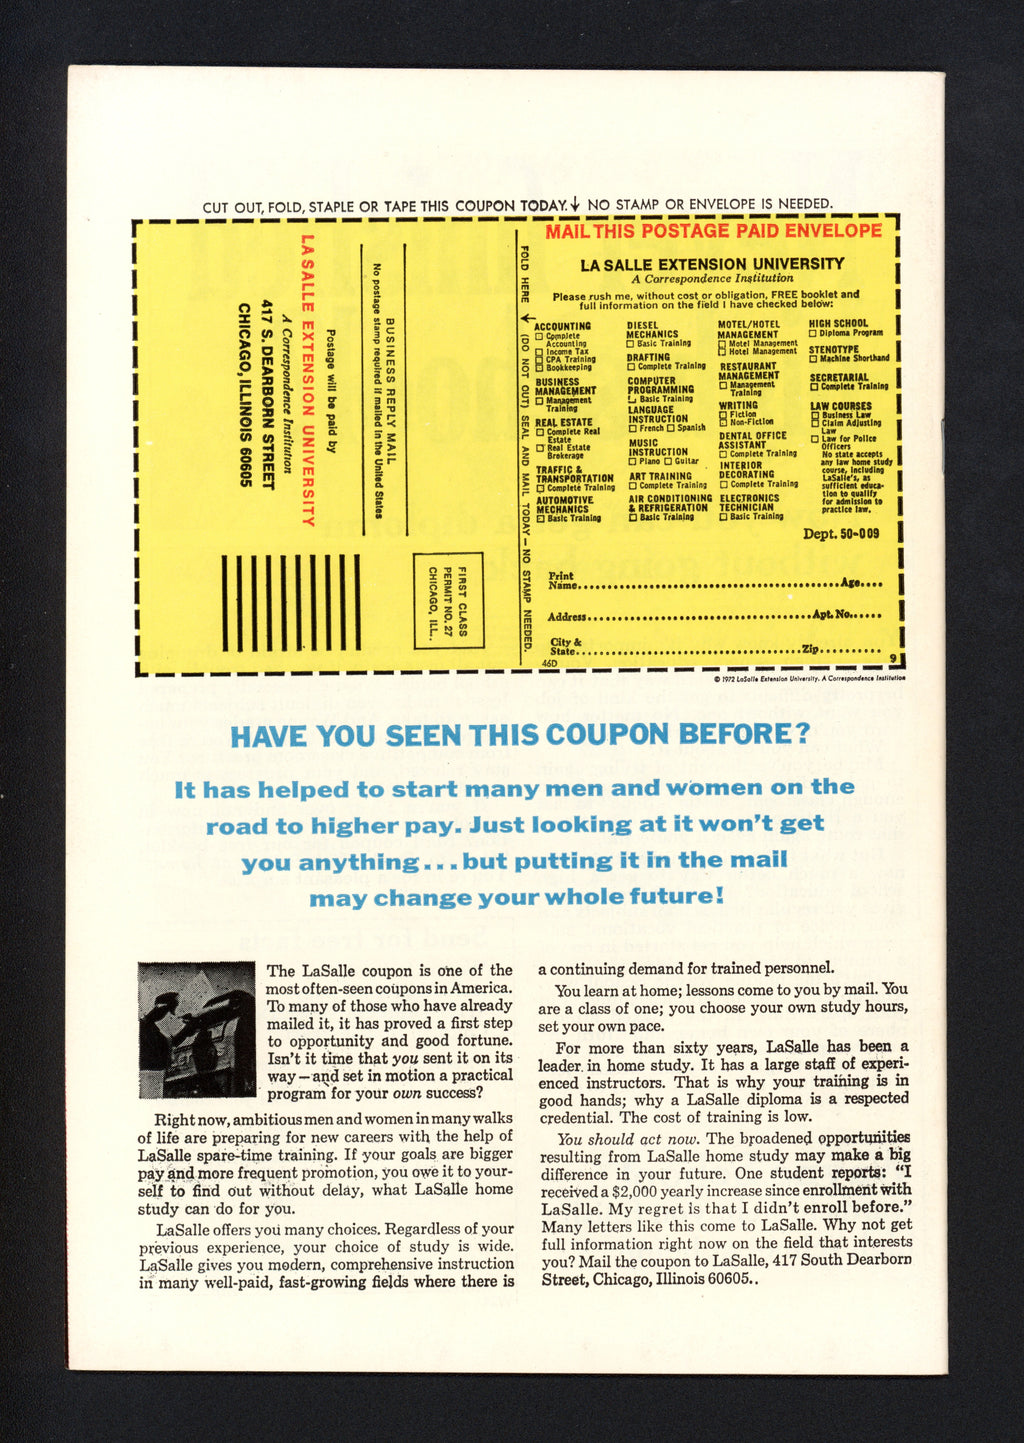 CUT OUT, FOLD, STAPLE OR TAPE THIS COUPON TODAY.↓ NO STAMP OR ENVELOPE IS NEEDED.
LA SALLE EXTENSION UNIVERSITY
A Correspondence Institution
417 S. DEARBORN STREET
CHICAGO, ILLINOIS 60605
Postage will be paid by
BUSINESS REPLY MAIL
No postage stamp required if mailed in the United States
FIRST CLASS
PERMIT NO. 27
CHICAGO, ILL.
FOLD HERE ↓ (DO NOT CUT) SEAL AND MAIL TODAY—NO STAMP NEEDED.
MAIL THIS POSTAGE PAID ENVELOPE
LA SALLE EXTENSION UNIVERSITY
A Correspondence Institution
Please rush me, without cost or obligation, FREE booklet and
full information on the field I have checked below:
ACCOUNTING
☐ Complete
Accounting
☐ Income Tax
☐ CPA Training
☐ Bookkeeping
BUSINESS
MANAGEMENT
☐ Management
Training
REAL ESTATE
☐ Complete Real
Estate
☐ Real Estate
Brokerage
TRAFFIC &
TRANSPORTATION
☐ Complete Training
AUTOMOTIVE
MECHANICS
☐ Basic Training
DIESEL
MECHANICS
☐ Basic Training
DRAFTING
☐ Complete Training
COMPUTER
PROGRAMMING
☐ Basic Training
LANGUAGE
INSTRUCTION
☐ French ☐ Spanish
MUSIC
INSTRUCTION
☐ Piano ☐ Guitar
ART TRAINING
☐ Complete Training
AIR CONDITIONING
& REFRIGERATION
☐ Basic Training
MOTEL/HOTEL
MANAGEMENT
☐ Motel Management
☐ Hotel Management
RESTAURANT
MANAGEMENT
☐ Management
Training
WRITING
☐ Fiction
☐ Non-Fiction
DENTAL OFFICE
ASSISTANT
☐ Complete Training
INTERIOR
DECORATING
☐ Complete Training
ELECTRONICS
TECHNICIAN
☐ Basic Training
HIGH SCHOOL
☐ Diploma Program
STENOTYPE
☐ Machine Shorthand
SECRETARIAL
☐ Complete Training
LAW COURSES
☐ Business Law
☐ Claim Adjusting
Law
☐ Law for Police
Officers
No state accepts
any law home study
course, including
LaSalle's, as
sufficient educa-
tion to qualify
for admission to
practice law.
Dept. 50-009
Print
Name........Age....
Address........Apt. No......
City &
State........Zip..........
46D
9
© 1972 LaSalle Extension University. A Correspondence Institution
HAVE YOU SEEN THIS COUPON BEFORE?
It has helped to start many men and women on the
road to higher pay. Just looking at it won't get
you anything...but putting it in the mail
may change your whole future!
The LaSalle coupon is one of the
most often-seen coupons in America.
To many of those who have already
mailed it, it has proved a first step
to opportunity and good fortune.
Isn't it time that you sent it on its
way—and set in motion a practical
program for your own success?
Right now, ambitious men and women in many walks
of life are preparing for new careers with the help of
LaSalle spare-time training. If your goals are bigger
pay and more frequent promotion, you owe it to your-
self to find out without delay, what LaSalle home
study can do for you.
LaSalle offers you many choices. Regardless of your
previous experience, your choice of study is wide.
LaSalle gives you modern, comprehensive instruction
in many well-paid, fast-growing fields where there is
a continuing demand for trained personnel.
You learn at home; lessons come to you by mail. You
are a class of one; you choose your own study hours,
set your own pace.
For more than sixty years, LaSalle has been a
leader in home study. It has a large staff of experi-
enced instructors. That is why your training is in
good hands; why a LaSalle diploma is a respected
credential. The cost of training is low.
You should act now. The broadened opportunities
resulting from LaSalle home study may make a big
difference in your future. One student reports: "I
received a $2,000 yearly increase since enrollment with
LaSalle. My regret is that I didn't enroll before."
Many letters like this come to LaSalle. Why not get
full information right now on the field that interests
you? Mail the coupon to LaSalle, 417 South Dearborn
Street, Chicago, Illinois 60605..